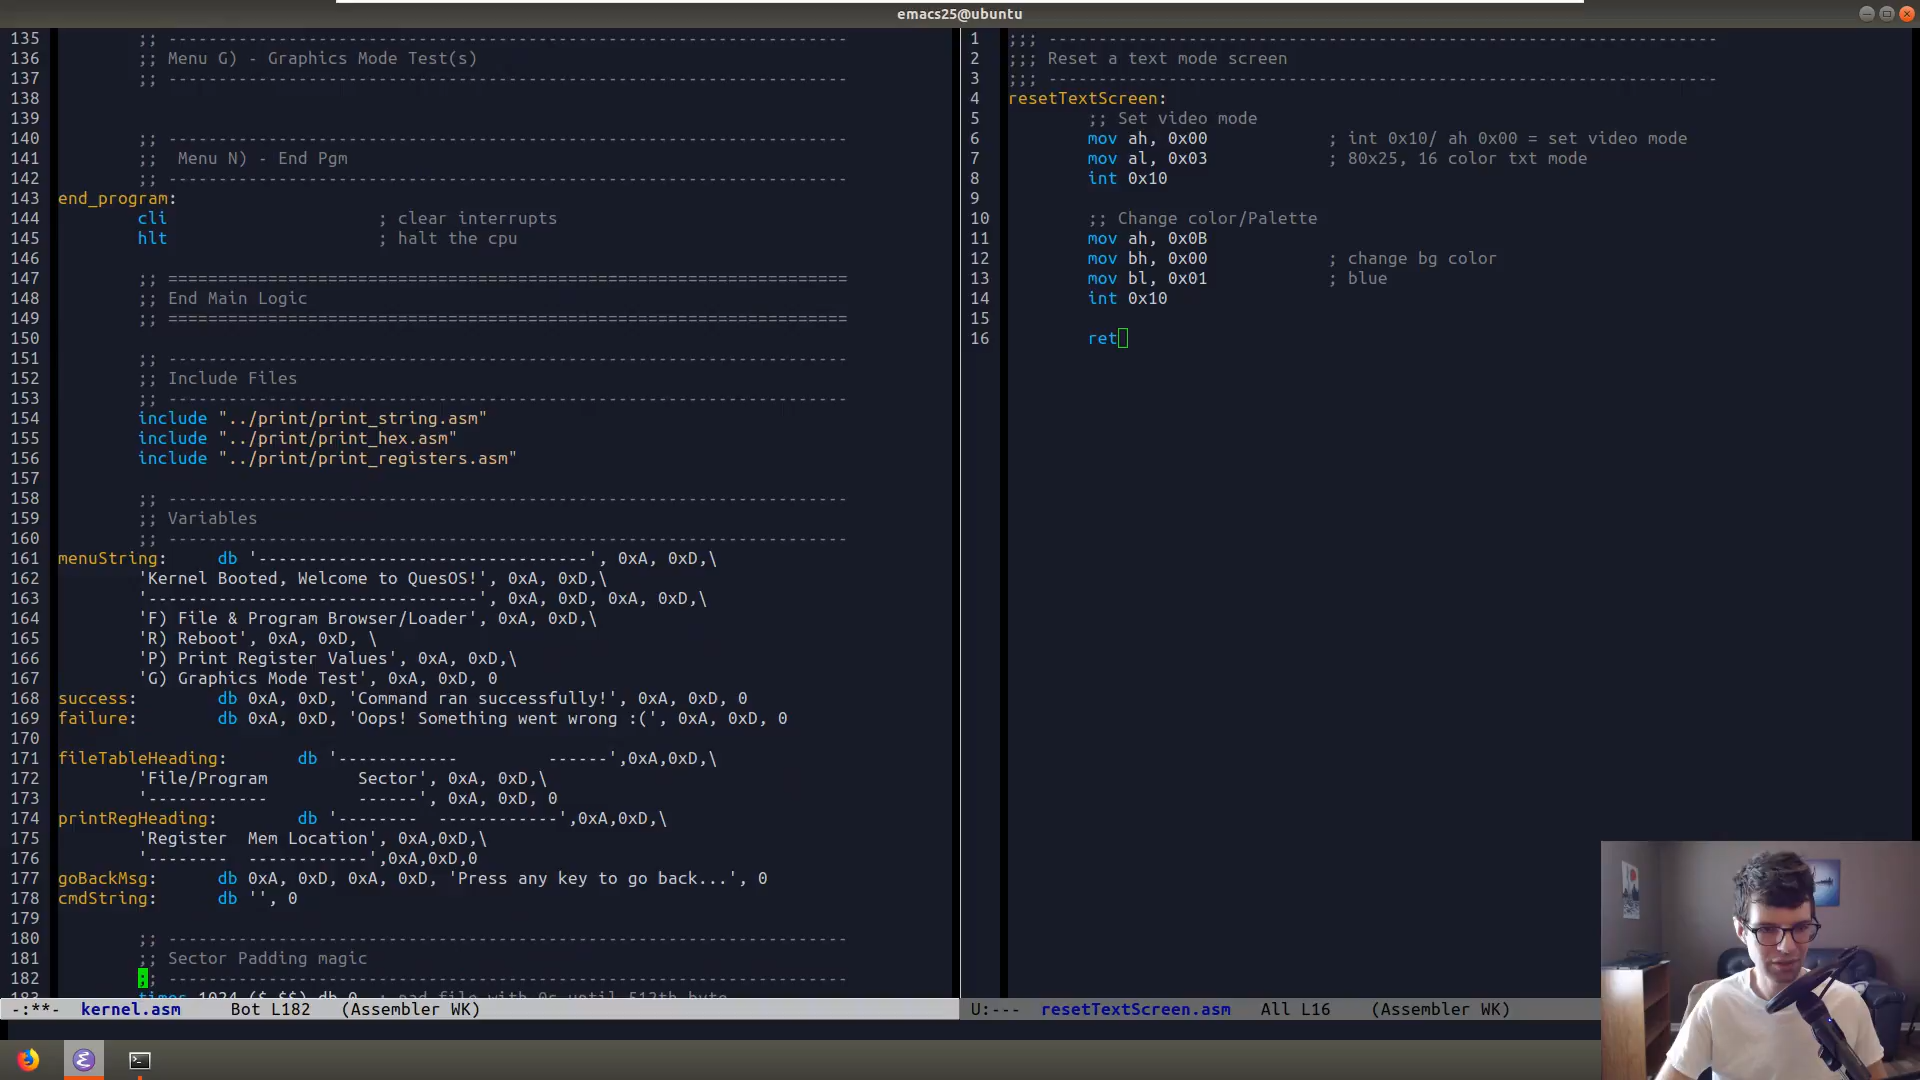 emacs25@ubuntu
135 ;; --------------------------------------------------------------------
136 ;; Menu G) - Graphics Mode Test(s)
137 ;; --------------------------------------------------------------------
138
139
140 ;; --------------------------------------------------------------------
141 ;;  Menu N) - End Pgm
142 ;; --------------------------------------------------------------------
143 end_program:
144 cli ; clear interrupts
145 hlt ; halt the cpu
146
147 ;; ====================================================================
148 ;; End Main Logic
149 ;; ====================================================================
150
151 ;; --------------------------------------------------------------------
152 ;; Include Files
153 ;; --------------------------------------------------------------------
154 include "../print/print_string.asm"
155 include "../print/print_hex.asm"
156 include "../print/print_registers.asm"
157
158 ;; --------------------------------------------------------------------
159 ;; Variables
160 ;; --------------------------------------------------------------------
161 menuString: db '---------------------------------', 0xA, 0xD,\
162 'Kernel Booted, Welcome to QuesOS!', 0xA, 0xD,\
163 '---------------------------------', 0xA, 0xD, 0xA, 0xD,\
164 'F) File & Program Browser/Loader', 0xA, 0xD,\
165 'R) Reboot', 0xA, 0xD, \
166 'P) Print Register Values', 0xA, 0xD,\
167 'G) Graphics Mode Test', 0xA, 0xD, 0
168 success: db 0xA, 0xD, 'Command ran successfully!', 0xA, 0xD, 0
169 failure: db 0xA, 0xD, 'Oops! Something went wrong :(', 0xA, 0xD, 0
170
171 fileTableHeading: db '------------         ------',0xA,0xD,\
172 'File/Program         Sector', 0xA, 0xD,\
173 '------------         ------', 0xA, 0xD, 0
174 printRegHeading: db '--------  ------------',0xA,0xD,\
175 'Register  Mem Location', 0xA,0xD,\
176 '--------  ------------',0xA,0xD,0
177 goBackMsg: db 0xA, 0xD, 0xA, 0xD, 'Press any key to go back...', 0
178 cmdString: db '', 0
179
180 ;; --------------------------------------------------------------------
181 ;; Sector Padding magic
182 ;; --------------------------------------------------------------------
183 times 1024-($-$$) db 0 ; pad file with 0s until 512th byte
-:**- kernel.asm Bot L182 (Assembler WK)
1 ;;; -------------------------------------------------------------------
2 ;;; Reset a text mode screen
3 ;;; -------------------------------------------------------------------
4 resetTextScreen:
5 ;; Set video mode
6 mov ah, 0x00 ; int 0x10/ ah 0x00 = set video mode
7 mov al, 0x03 ; 80x25, 16 color txt mode
8 int 0x10
9
10 ;; Change color/Palette
11 mov ah, 0x0B
12 mov bh, 0x00 ; change bg color
13 mov bl, 0x01 ; blue
14 int 0x10
15
16 ret
U:--- resetTextScreen.asm All L16 (Assembler WK)